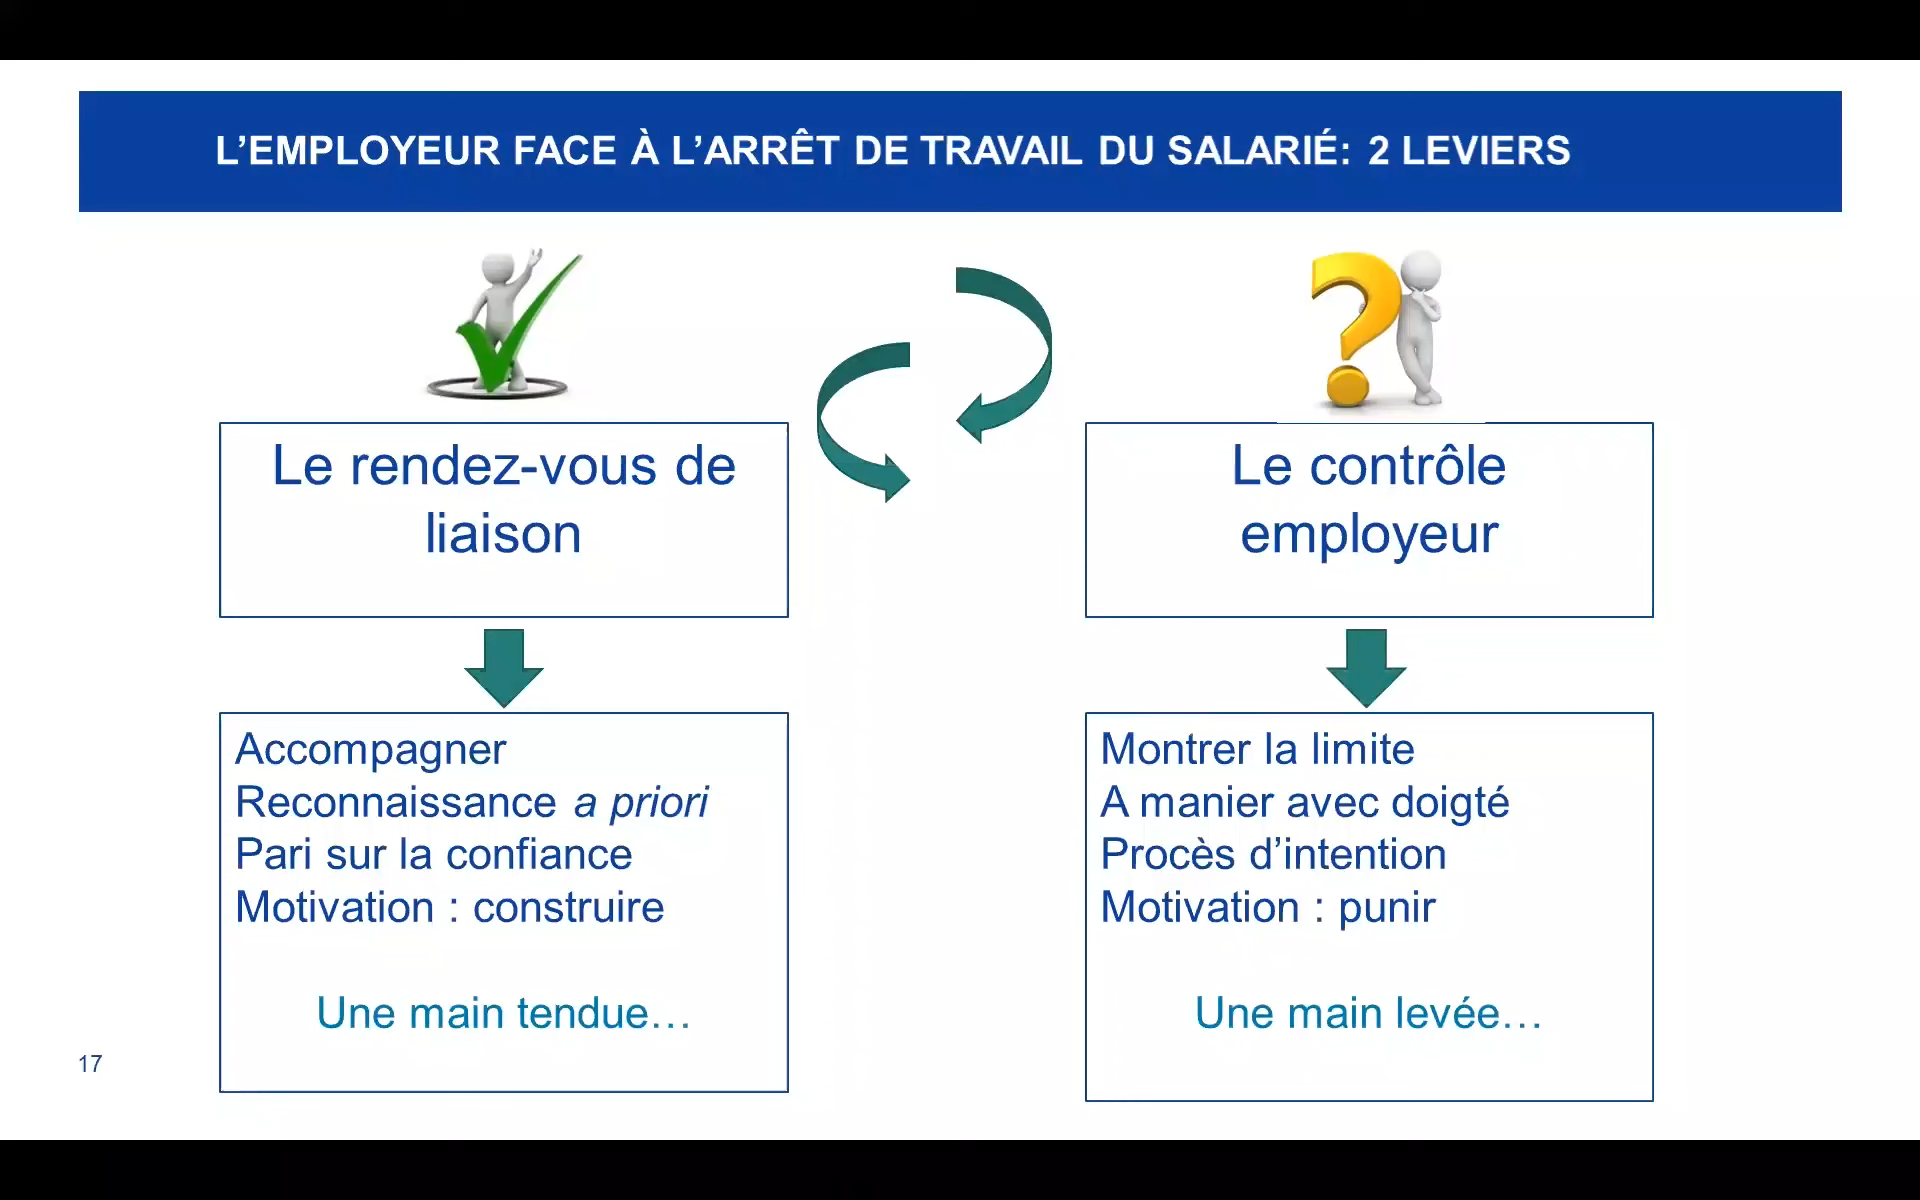 L’EMPLOYEUR FACE À L’ARRÊT DE TRAVAIL DU SALARIÉ: 2 LEVIERS
Le rendez-vous de
liaison
Le contrôle
employeur
Accompagner
Reconnaissance a priori
Pari sur la confiance
Motivation : construire
Une main tendue…
Montrer la limite
A manier avec doigté
Procès d’intention
Motivation : punir
Une main levée…
17